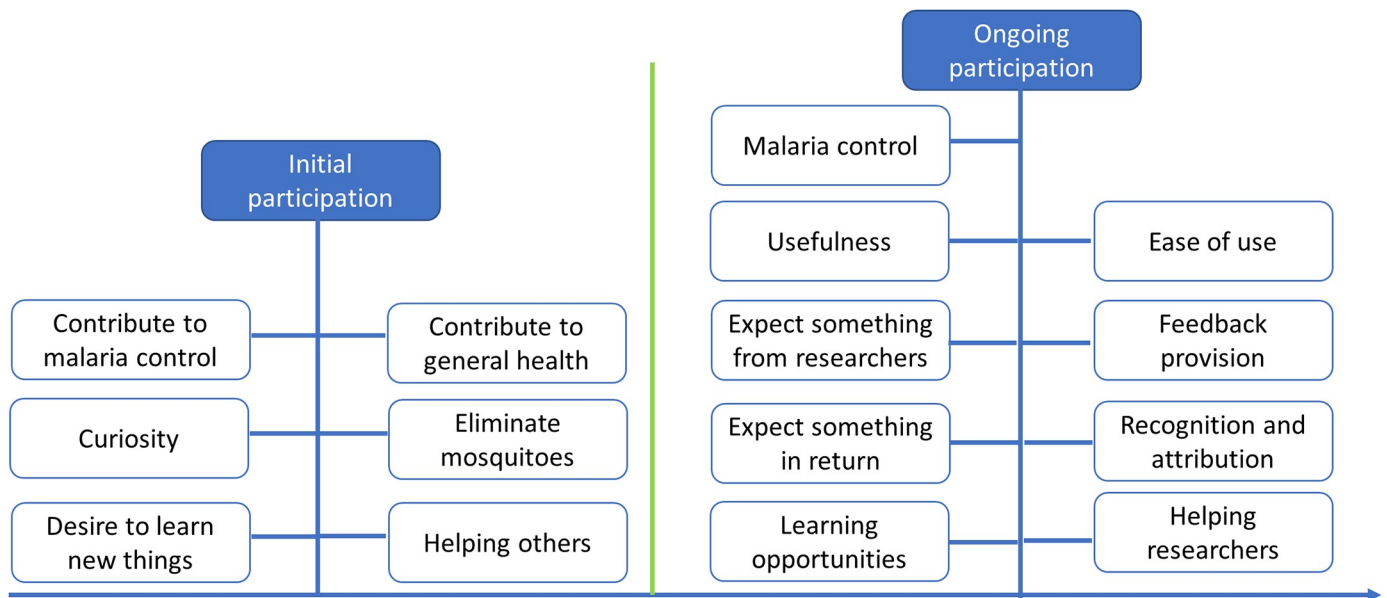 Initial
participation
Contribute to
malaria control
Contribute to
general health
Curiosity
Eliminate
mosquitoes
Desire to learn
new things
Helping others
Ongoing
participation
Malaria control
Usefulness
Ease of use
Expect something
from researchers
Feedback
provision
Expect something
in return
Recognition and
attribution
Learning
opportunities
Helping
researchers